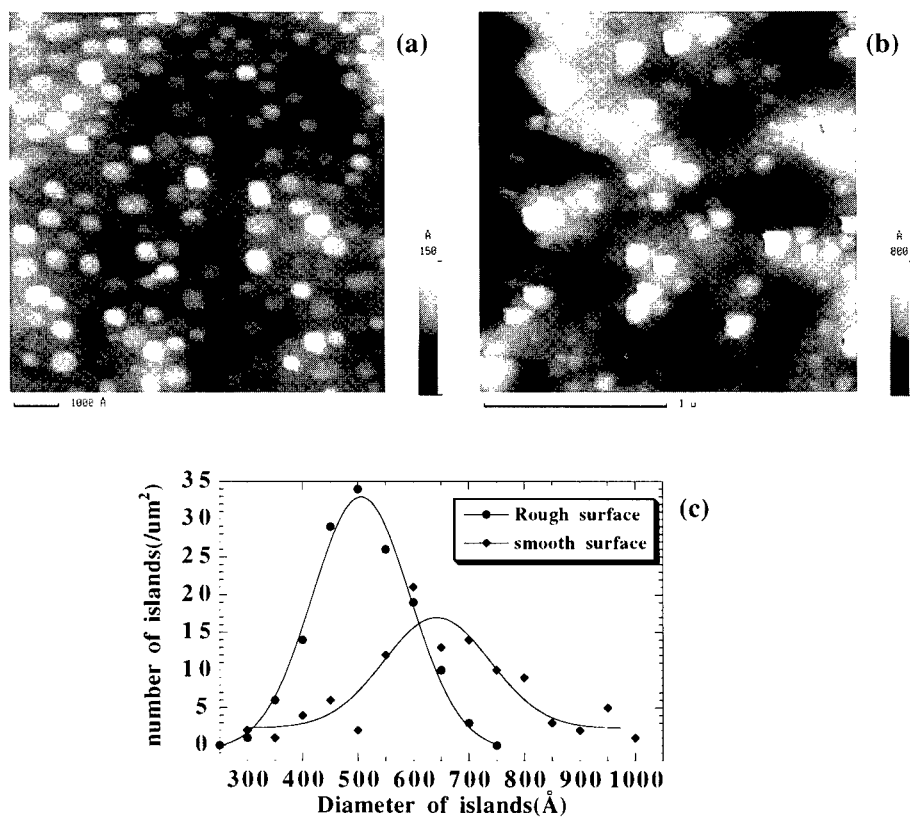 (a)
Å
150
1000 Å
(b)
Å
800
1 u
(c)
number of islands(/um²)
35
30
25
20
15
10
5
0
Rough surface
smooth surface
300 400 500 600 700 800 900 1000
Diameter of islands(Å)